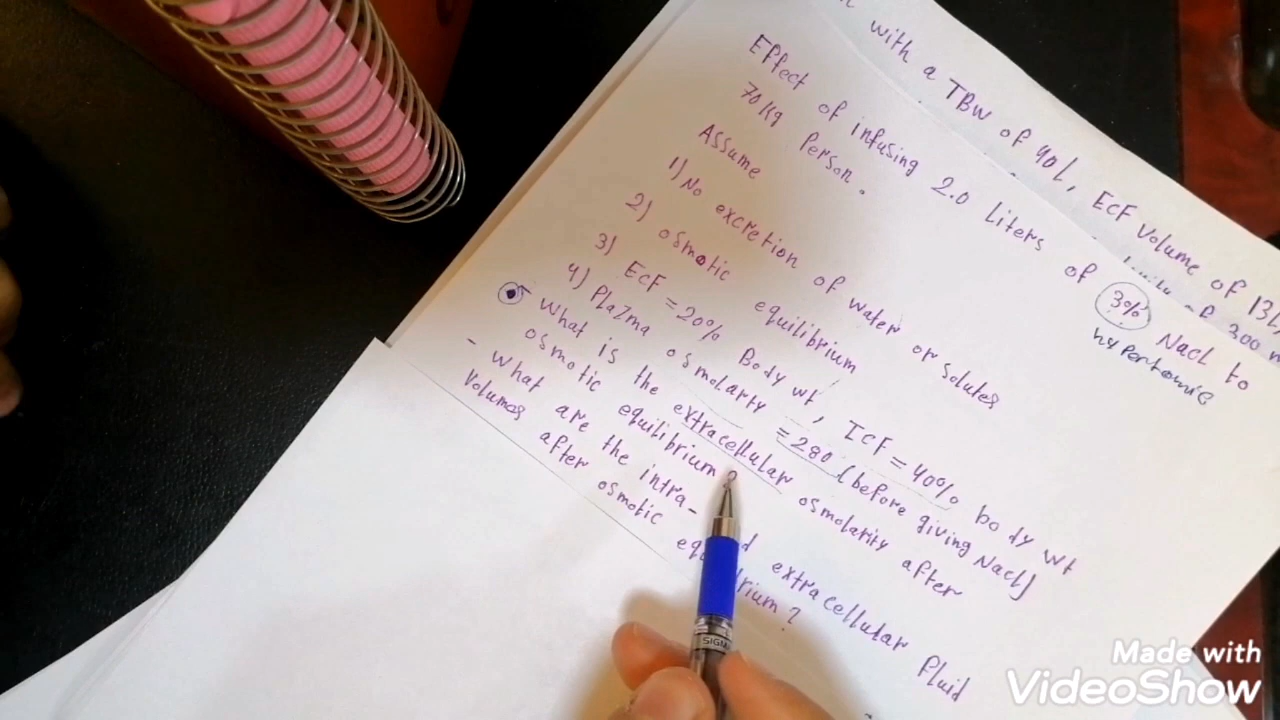 with a TBW of 40L, ECF Volume of 13L
of 300
Effect of infusing 2.0 Liters of 3% Nacl to
hypertonic
70 Kg Person.
Assume
1) No excretion of water or solutes
2) osmotic equilibrium
3) ECF = 20% Body wt, ICF = 40% body wt
4) Plazma osmolarity = 280 (before giving Nacl)
What is the extracellular osmolarity after
osmotic equilibrium?
- What are the intra- extracellular fluid
Volumes after osmotic ?
SIGM
Made with
VideoShow